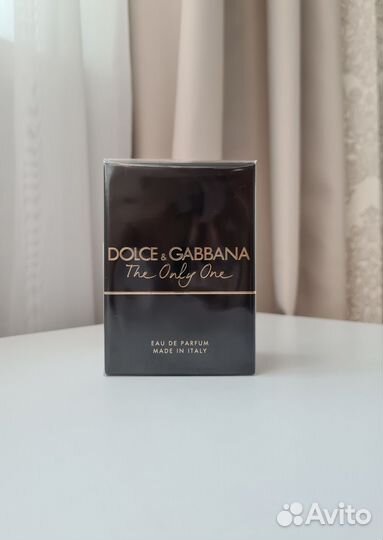 DOLCE & GABBANA
The Only One
EAU DE PARFUM
MADE IN ITALY
Avito